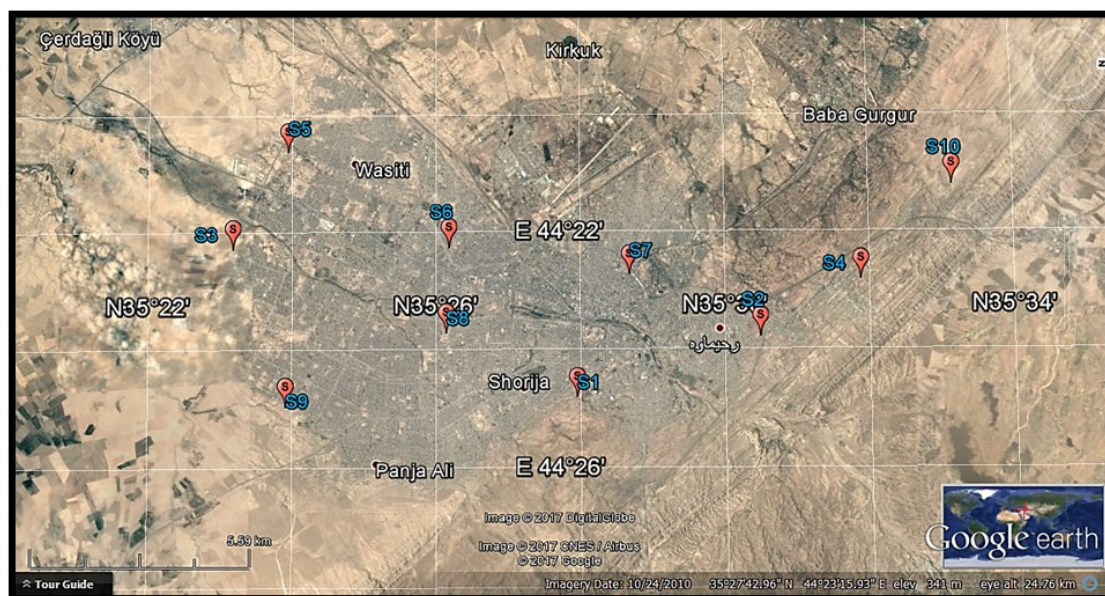 Çerdağli Köyü
Kirkuk
N
Baba Gurgur
S
S5
Wasiti
S
S10
S
S6
S
S3
E 44°22'
S
S7
S
S4
N35°22'
N35°26'
N35°3
N35°34'
S
S2
S
S8
رحيماوه
S
S1
Shorija
S
S9
Panja Ali
E 44°26'
Image © 2017 DigitalGlobe
5.59 km
Image © 2017 CNES / Airbus
© 2017 Google
Google earth
Tour Guide
Imagery Date: 10/24/2010 35°27'42.96" N 44°23'15.93" E elev 341 m eye alt 24.76 km